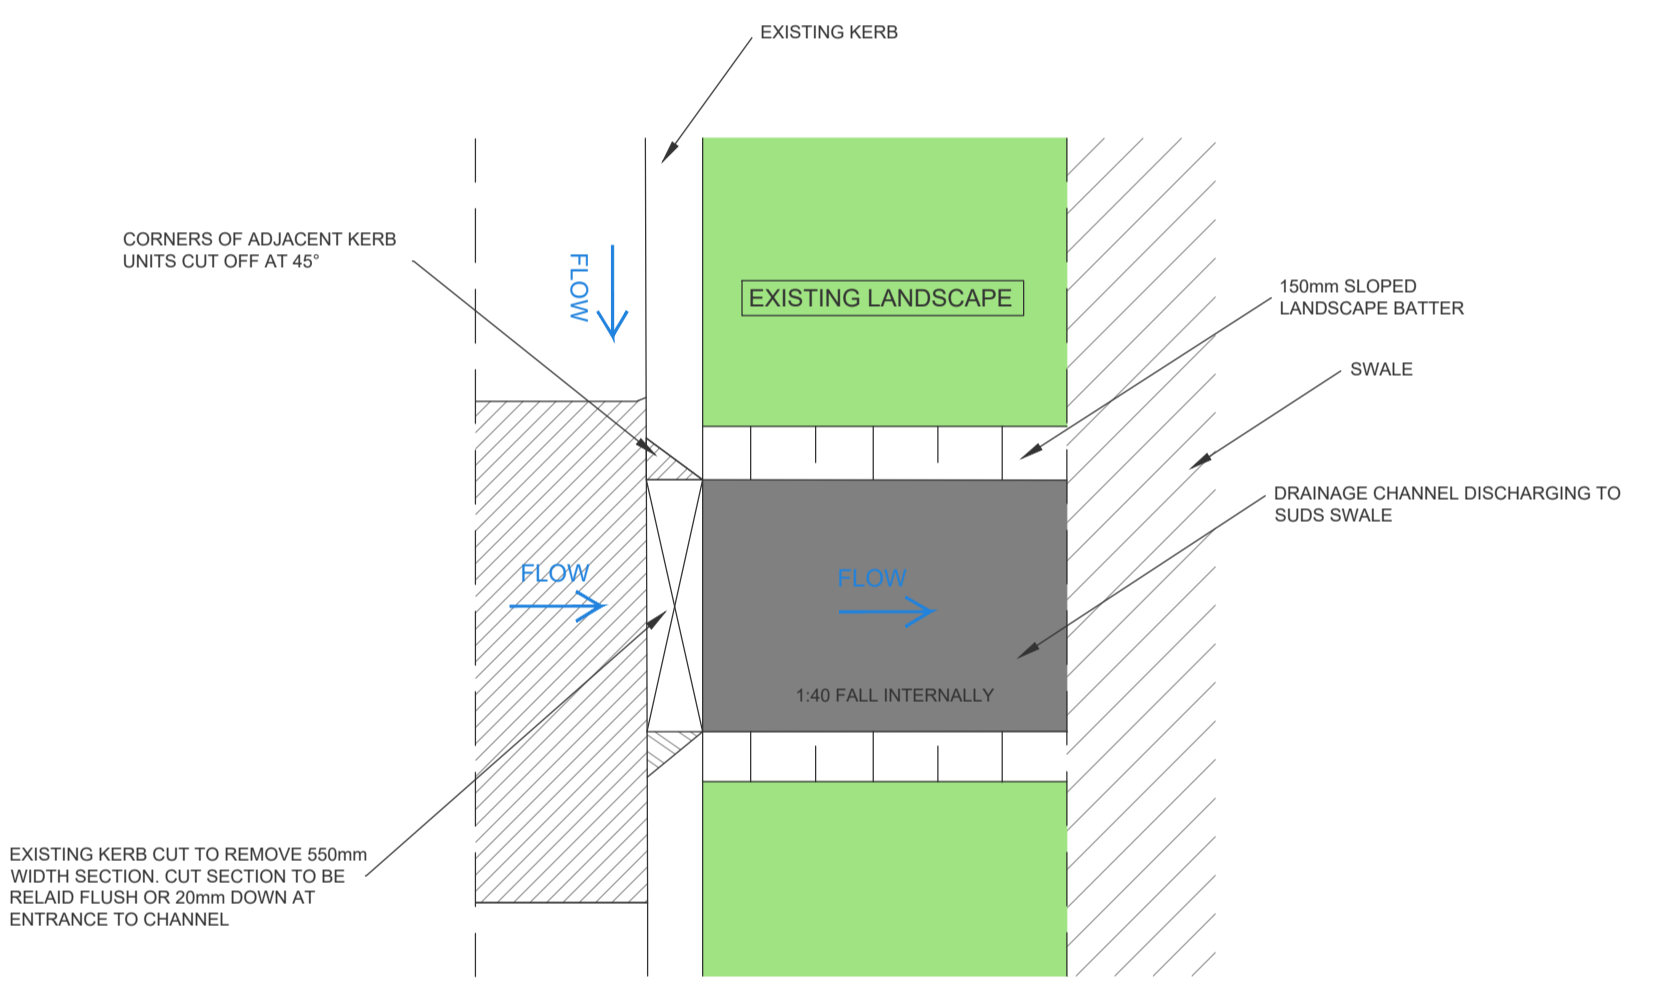 EXISTING KERB
CORNERS OF ADJACENT KERB
UNITS CUT OFF AT 45°
FLOW
EXISTING LANDSCAPE
150mm SLOPED
LANDSCAPE BATTER
SWALE
DRAINAGE CHANNEL DISCHARGING TO
SUDS SWALE
FLOW
FLOW
1:40 FALL INTERNALLY
EXISTING KERB CUT TO REMOVE 550mm
WIDTH SECTION. CUT SECTION TO BE
RELAID FLUSH OR 20mm DOWN AT
ENTRANCE TO CHANNEL